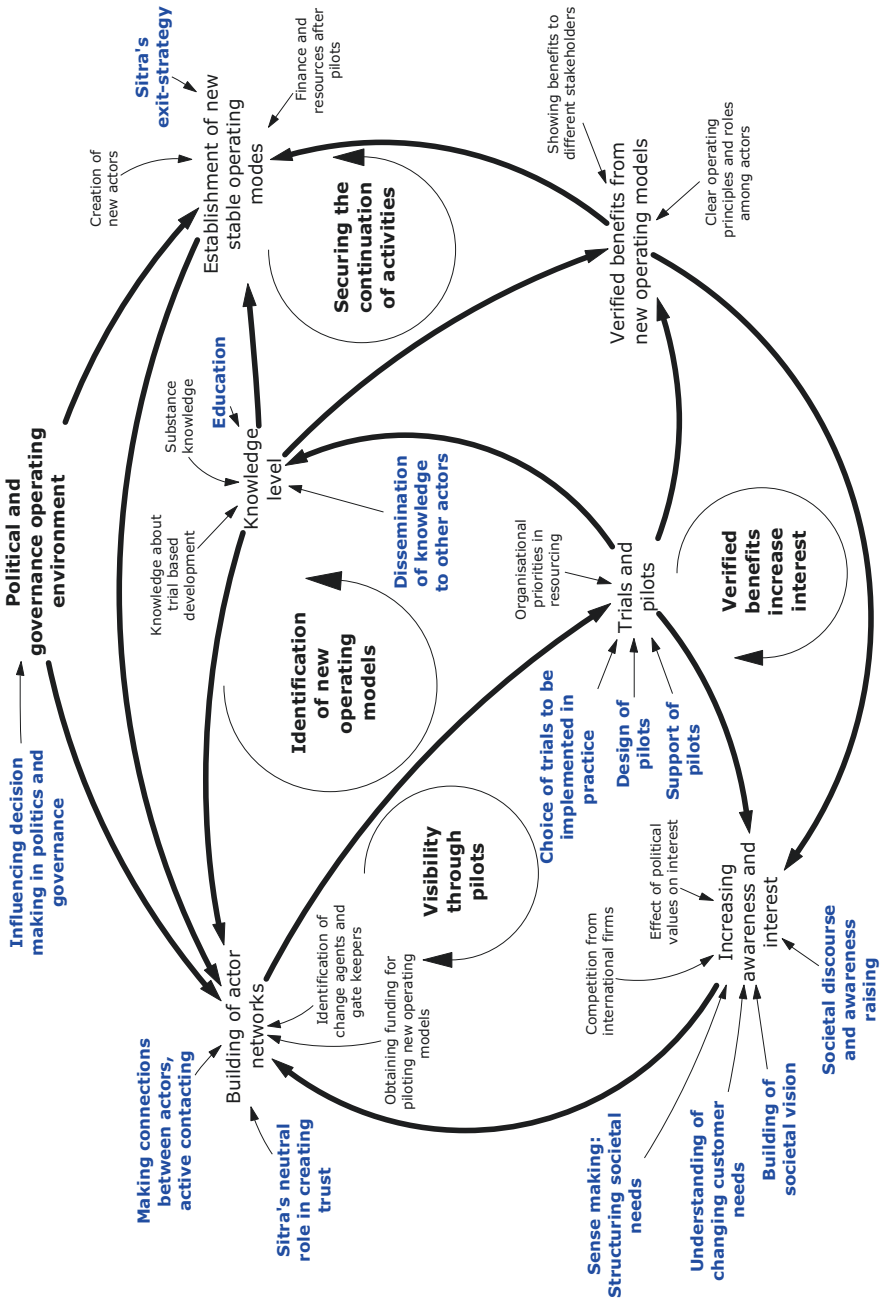 Influencing decision
making in politics and
governance
Political and
governance operating
environment
Making connections
between actors,
active contacting
Sitra's neutral
role in creating
trust
Building of actor
networks
Identification of
change agents and
gate keepers
Obtaining funding for
piloting new operating
models
Knowledge about
trial based
development
Substance
knowledge
Education
Knowledge
level
Dissemination
of knowledge
to other actors
Creation of
new actors
Sitra's
exit-strategy
Establishment of new
stable operating
modes
Finance and
resources after
pilots
Identification
of new
operating
models
Securing the
continuation
of activities
Visibility
through
pilots
Organisational
priorities in
resourcing
Trials and
pilots
Choice of trials to be
implemented in
practice
Design of
pilots
Support of
pilots
Showing benefits to
different stakeholders
Verified benefits from
new operating models
Clear operating
principles and roles
among actors
Verified
benefits
increase
interest
Competition from
international firms
Effect of political
values on interest
Increasing
awareness and
interest
Sense making:
Structuring societal
needs
Understanding of
changing customer
needs
Building of
societal vision
Societal discourse
and awareness
raising